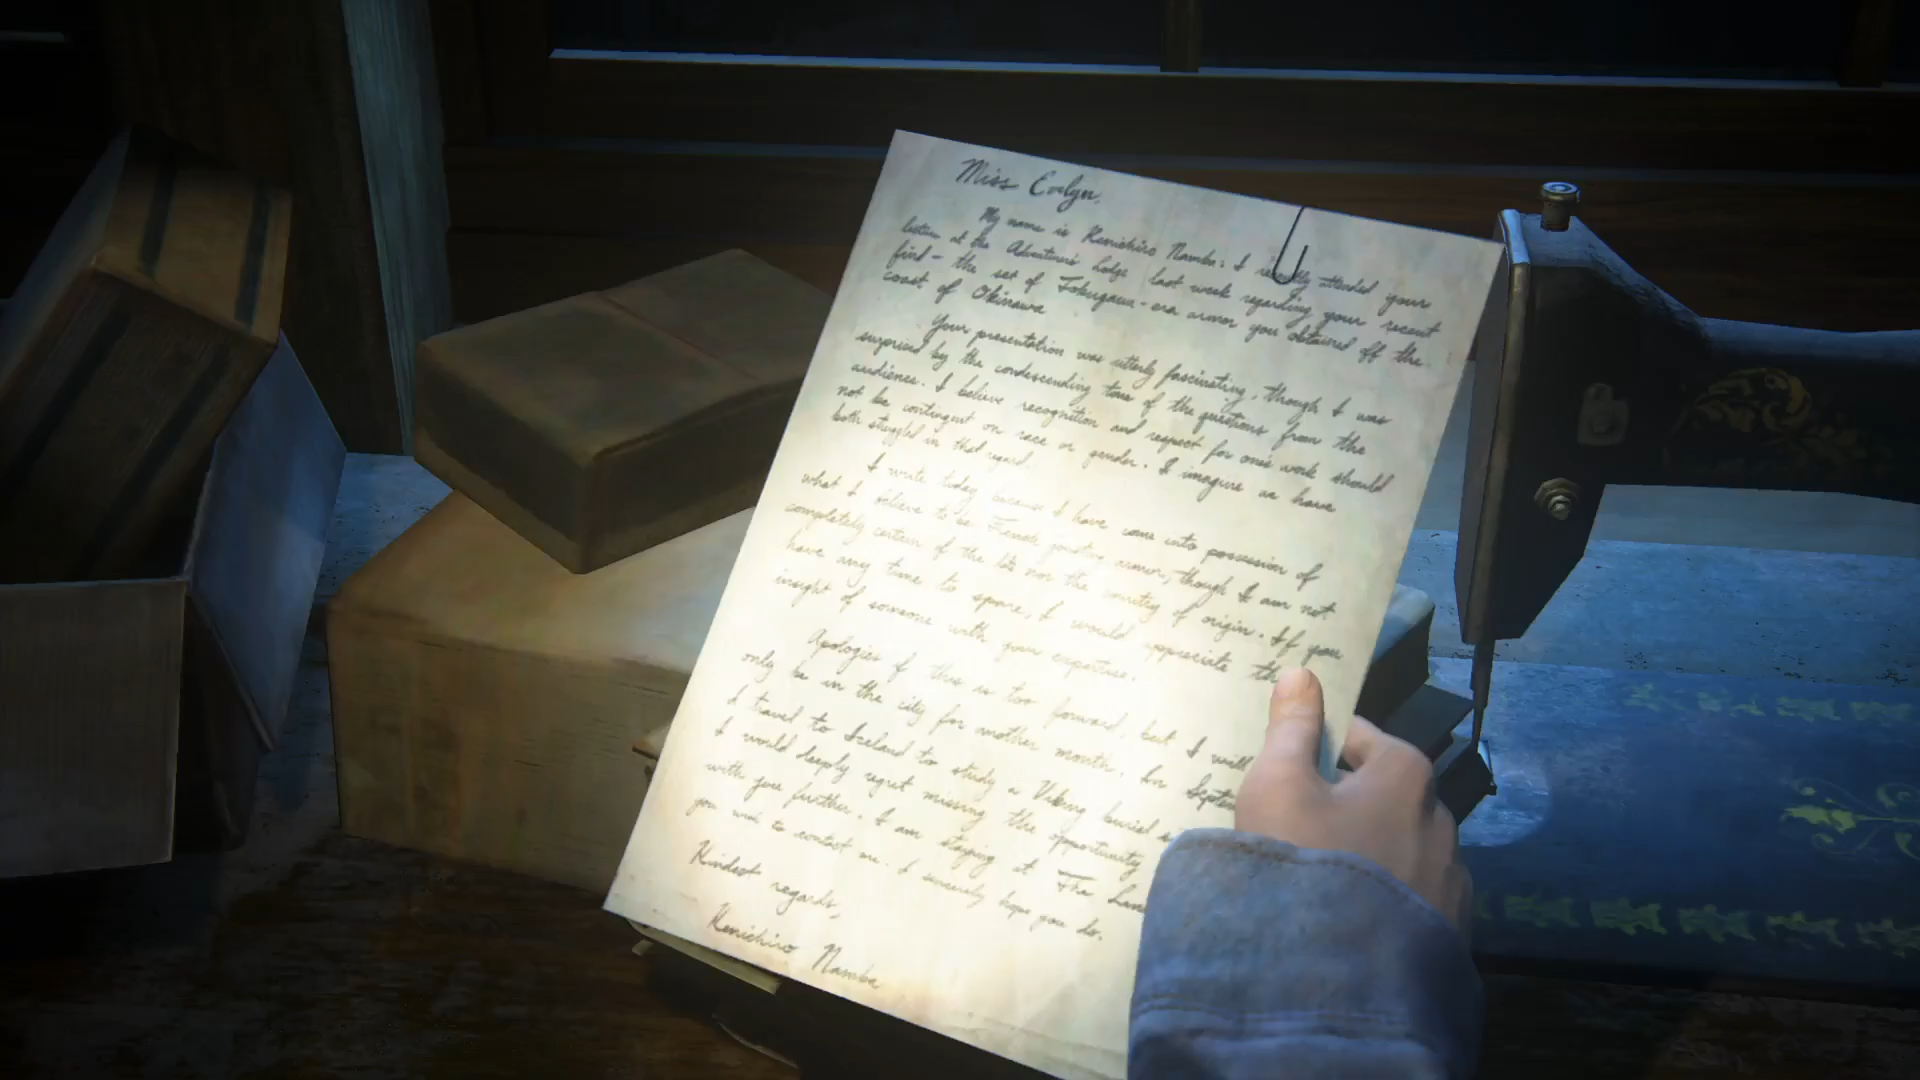 Miss Evelyn,
My name is Kenichiro Namba. I recently attended your
lecture at the Adventurer's Lodge last week regarding your recent
find - the set of Tokugawa-era armor you obtained off the
coast of Okinawa
Your presentation was utterly fascinating, though I was
surprised by the condescending tone of the questions from the
audience. I believe recognition and respect for one's work should
not be contingent on race or gender. I imagine we have
both struggled in that regard.
I write today because I have come into possession of
what I believe to be French jousting armor, though I am not
completely certain of the date nor the country of origin. If you
have any time to spare, I would appreciate the
insight of someone with your expertise.
Apologies if this is too forward, but I will
only be in the city for another month. In Septem
I travel to Iceland to study a Viking burial s
I would deeply regret missing the opportunity
with you further. I am staying at The Lan
you wish to contact me. I sincerely hope you do.
Kindest regards,
Kenichiro Namba